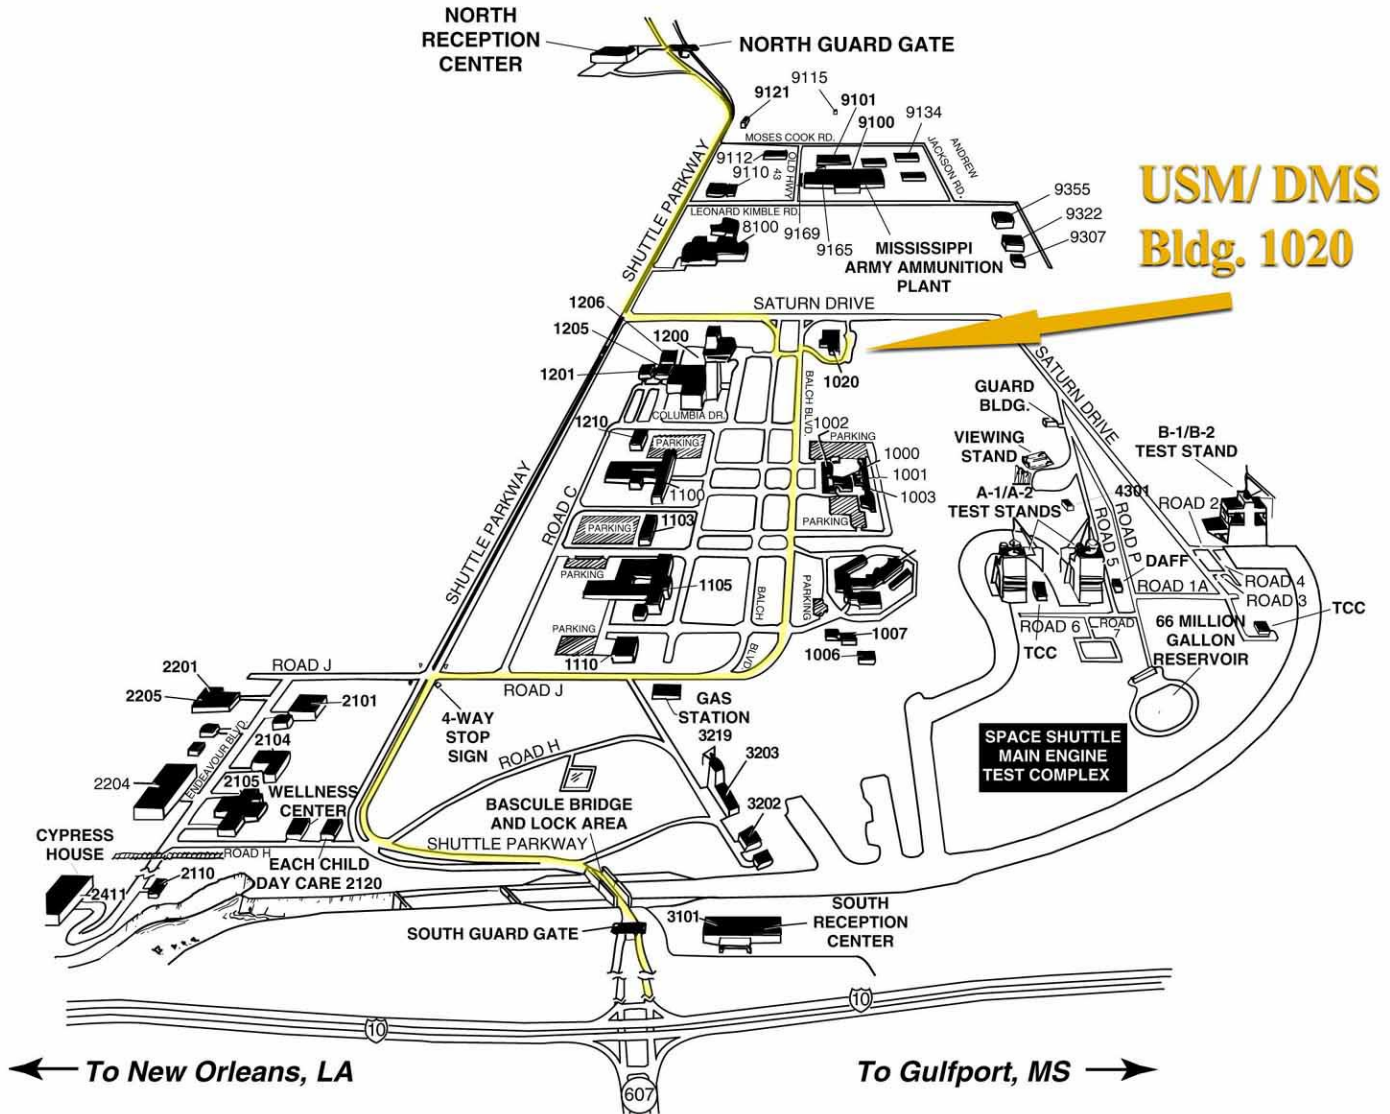 NORTH
RECEPTION
CENTER
NORTH GUARD GATE
9115
9121
9101
9100
9134
MOSES COOK RD.
ANDREW
JACKSON RD.
9112
9110
OLD HWY
43
SHUTTLE PARKWAY
LEONARD KIMBLE RD.
8100
9169
9165
MISSISSIPPI
ARMY AMMUNITION
PLANT
9355
9322
9307
USM/ DMS
Bldg. 1020
SATURN DRIVE
1206
1205
1200
1201
1020
COLUMBIA DR.
BALCH BLVD.
SATURN DRIVE
GUARD
BLDG.
1210
PARKING
1002
PARKING
1000
1001
1003
VIEWING
STAND
B-1/B-2
TEST STAND
1100
A-1/A-2
TEST STANDS
4301
ROAD 2
SHUTTLE PARKWAY
ROAD C
PARKING
1103
PARKING
ROAD P
ROAD 5
DAFF
PARKING
1105
BALCH
BLVD.
PARKING
ROAD 1A
ROAD 4
ROAD 3
TCC
PARKING
1110
1007
1006
ROAD 6
ROAD
7
TCC
66 MILLION
GALLON
RESERVOIR
ROAD J
2201
2205
2101
ROAD J
GAS
STATION
4-WAY
STOP
SIGN
3219
ENDEAVOUR BLVD.
2104
ROAD H
3203
SPACE SHUTTLE
MAIN ENGINE
TEST COMPLEX
2204
2105
WELLNESS
CENTER
BASCULE BRIDGE
AND LOCK AREA
3202
CYPRESS
HOUSE
SHUTTLE PARKWAY
ROAD H
EACH CHILD
DAY CARE 2120
2110
2411
SOUTH GUARD GATE
3101
SOUTH
RECEPTION
CENTER
10
10
To New Orleans, LA
To Gulfport, MS
607